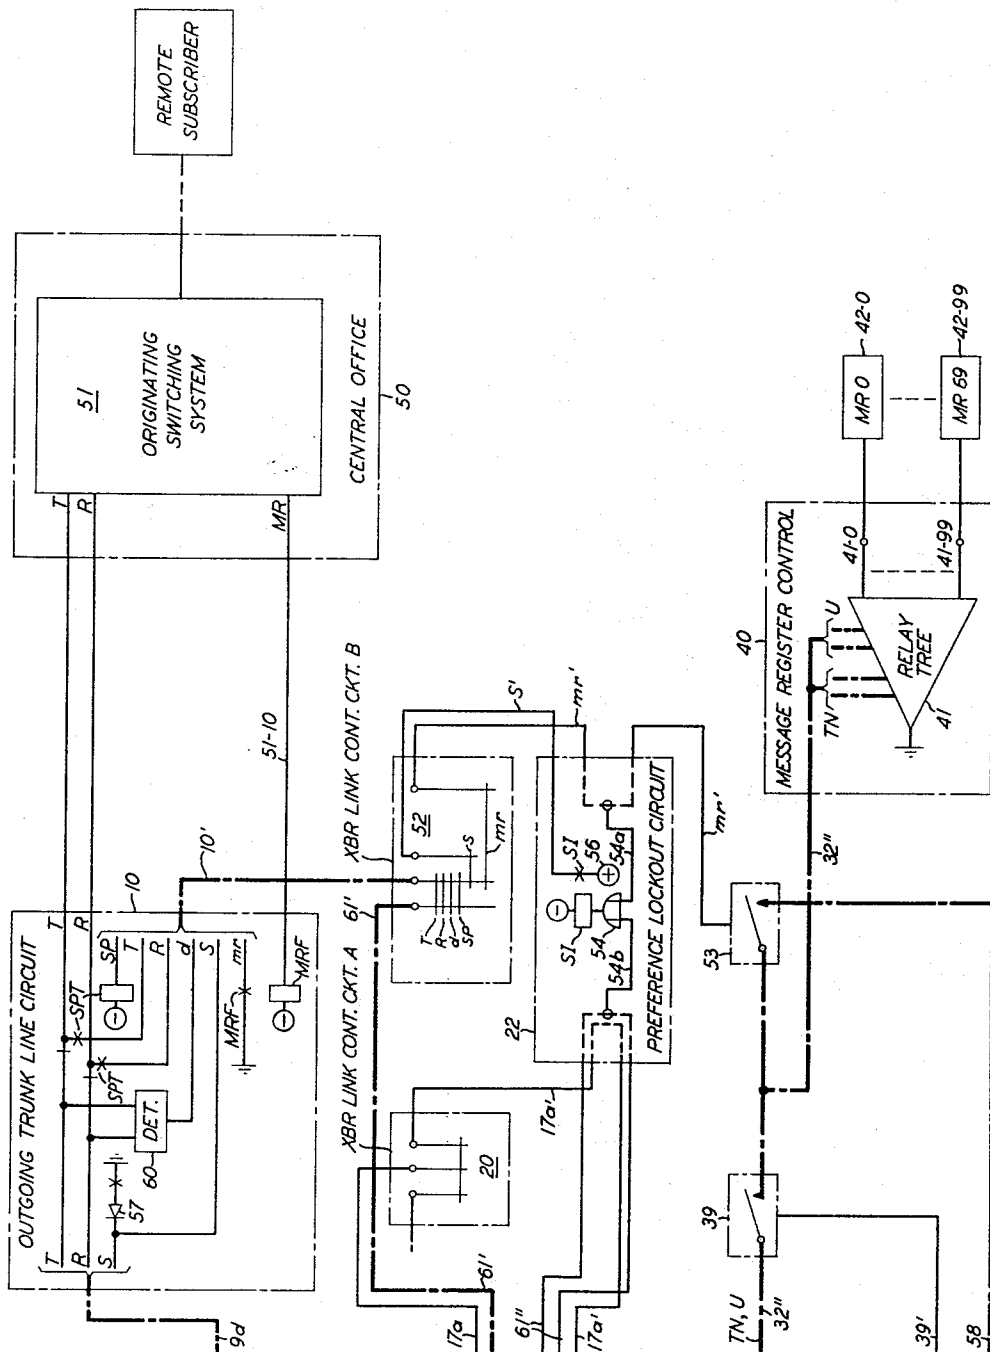 REMOTE
SUBSCRIBER
51
ORIGINATING
SWITCHING
SYSTEM
T
R
MR
CENTRAL OFFICE
50
51-10
OUTGOING TRUNK LINE CIRCUIT
10
T
R
SP
T
R
d
S
mr
SPT
SPT
MRF
MRF
DET.
60
57
T
R
S
9d
10'
XBR LINK CONT. CKT. A
61'
XBR LINK CONT. CKT. B
52
S
mr
T
R
d
SP
S'
mr'
20
17a
61'
17a'
22
PREFERENCE LOCKOUT CIRCUIT
SI
SI
56
54
54a
54b
mr'
61"
17a'
53
39
32"
TN, U
32"
39'
58
40
MESSAGE REGISTER CONTROL
TN
U
RELAY
TREE
41
41-0
41-99
MR 0
42-0
MR 69
42-99